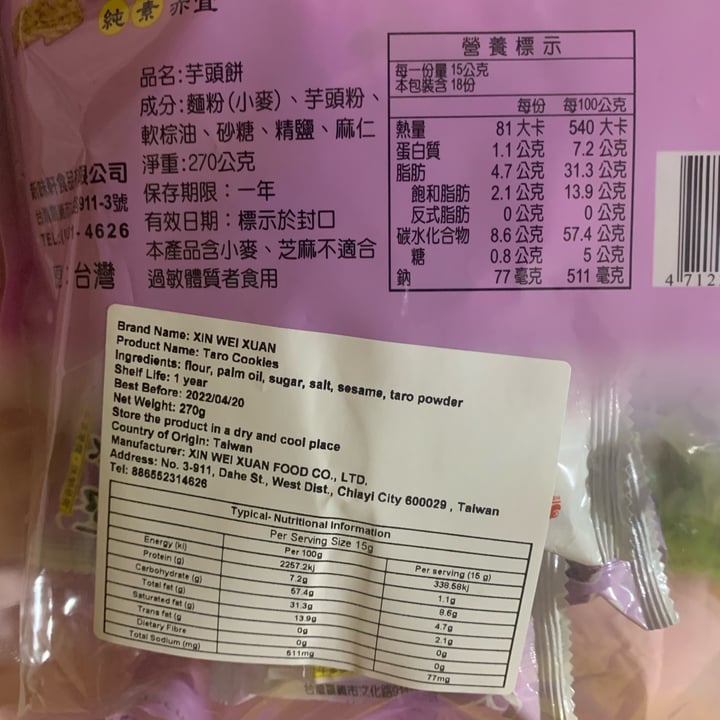 純素 亦宜
品名:芋頭餅
成分:麵粉(小麥)、芋頭粉、
軟棕油、砂糖、精鹽、麻仁
淨重:270公克
保存期限:一年
有效日期:標示於封口
本產品含小麥、芝麻不適合
過敏體質者食用
新味軒食品 限公司
911-3號
TEL: 4626
台灣
營養標示
每一份量 15公克
本包裝含 18份
每份 每100公克
熱量 81 大卡 540 大卡
蛋白質 1.1 公克 7.2 公克
脂肪 4.7 公克 31.3 公克
飽和脂肪 2.1 公克 13.9 公克
反式脂肪 0 公克 0 公克
碳水化合物 8.6 公克 57.4 公克
糖 0.8 公克 5 公克
鈉 77 毫克 511 毫克
4 712
Brand Name: XIN WEI XUAN
Product Name: Taro Cookies
Ingredients: flour, palm oil, sugar, salt, sesame, taro powder
Shelf Life: 1 year
Best Before: 2022/04/20
Net Weight: 270g
Store the product in a dry and cool place
Country of Origin: Taiwan
Manufacturer: XIN WEI XUAN FOOD CO., LTD.
Address: No. 3-911, Dahe St., West Dist., Chiayi City 600029 , Taiwan
Tel: 886552314626
Typical- Nutritional Information
Per Serving Size 15g
Per 100g Per serving (15 g)
Energy (kj) 2257.2kj 338.58kj
Protein (g) 7.2g 1.1g
Carbohydrate (g) 57.4g 8.6g
Total fat (g) 31.3g 4.7g
Saturated fat (g) 13.9g 2.1g
Trans fat (g 0g 0g
Dietary Fibre 0g 0g
Total Sodium (mg) 511mg 77mg